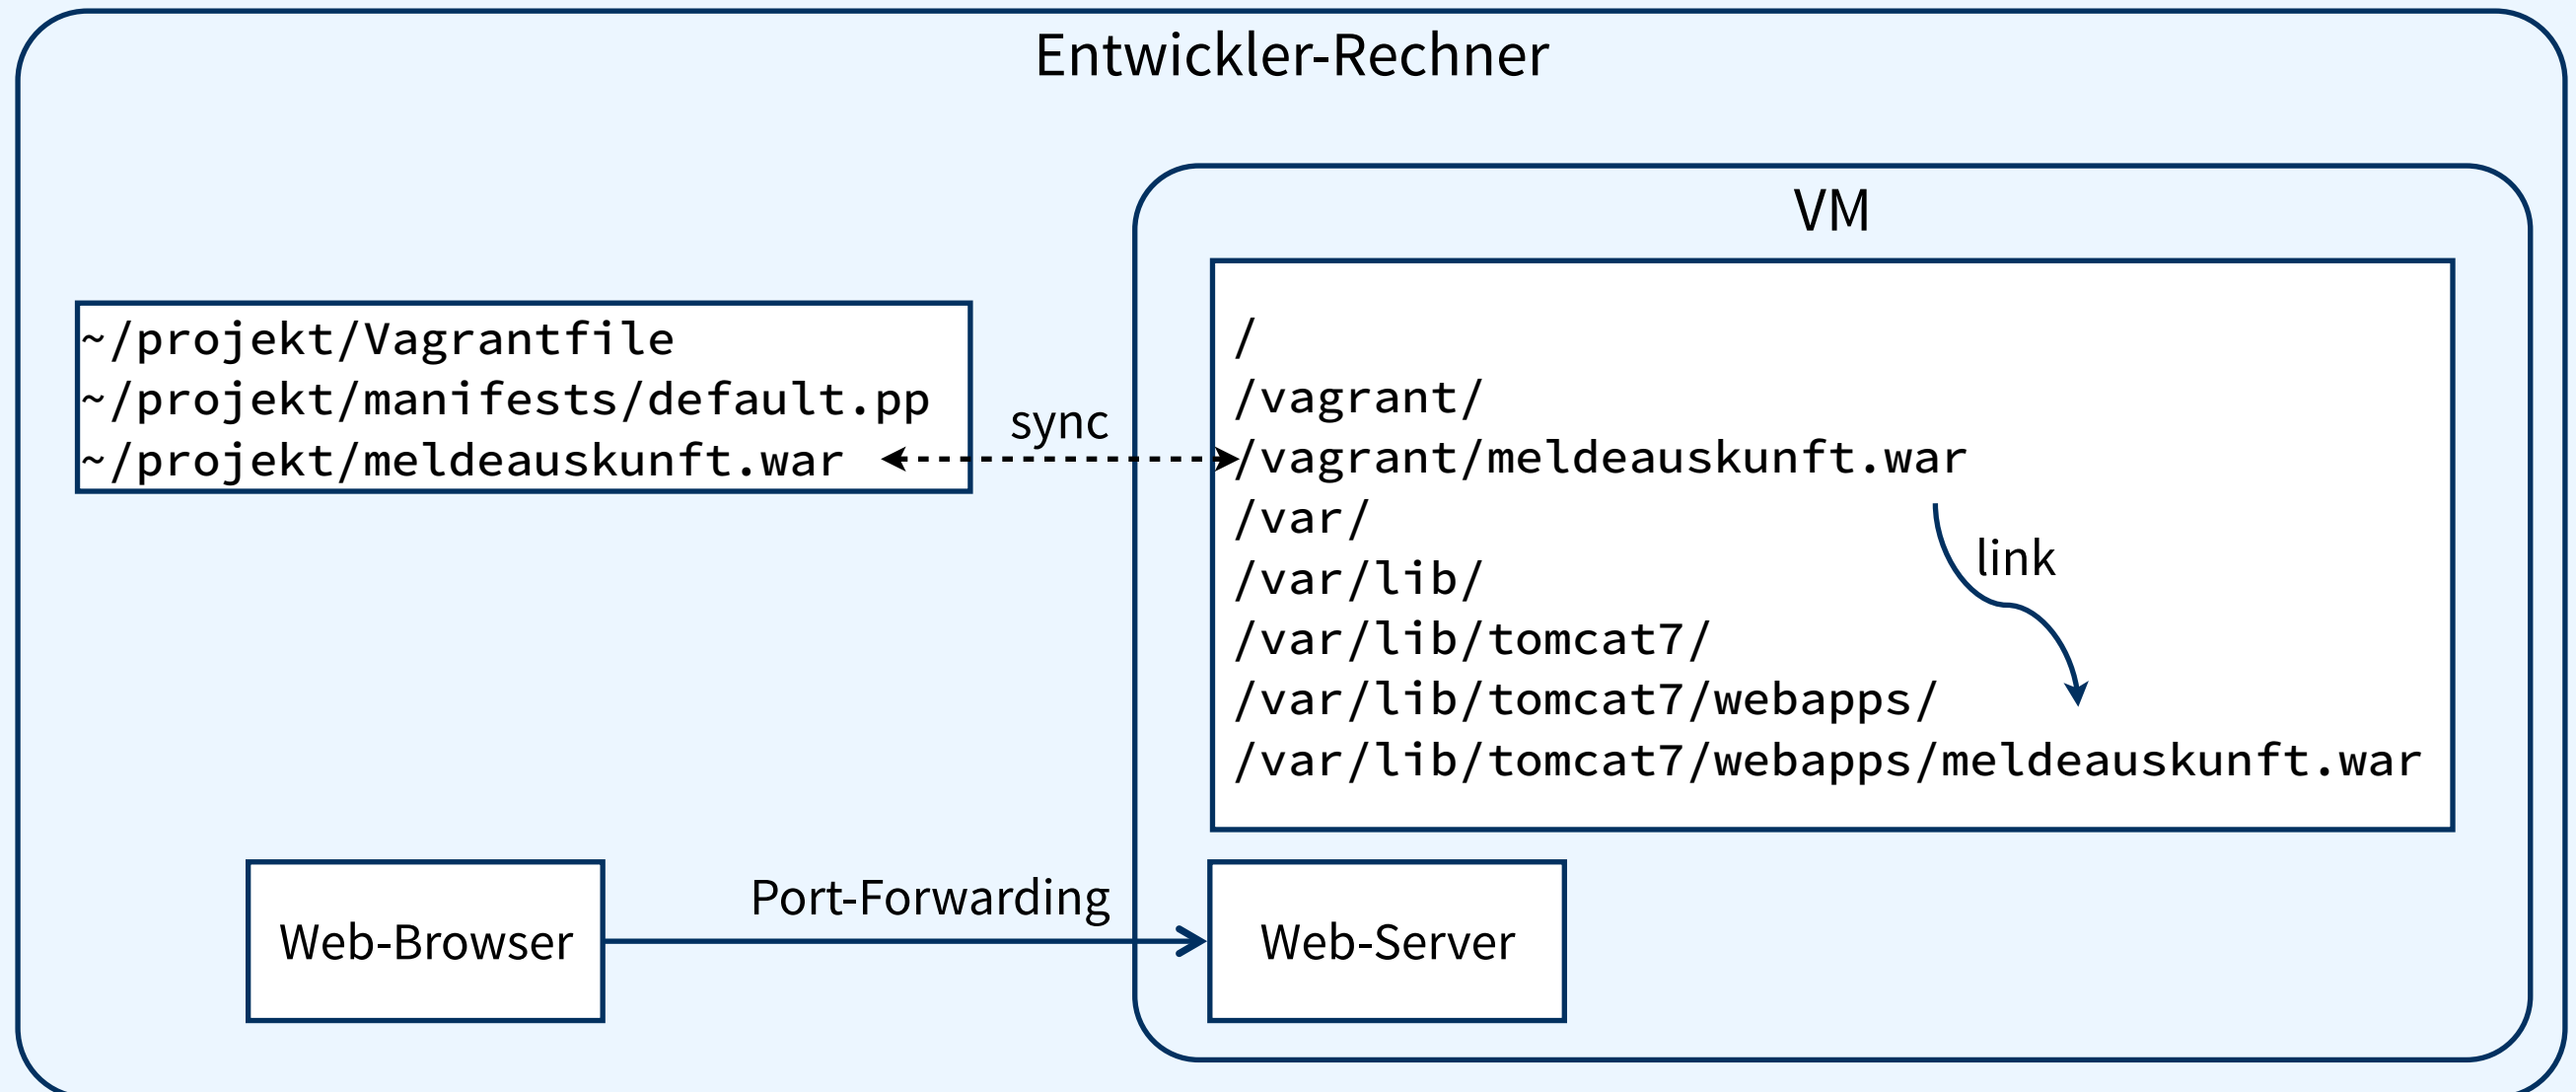 Entwickler-Rechner
VM
~/projekt/Vagrantfile
~/projekt/manifests/default.pp
~/projekt/meldeauskunft.war
sync
/
/vagrant/
/vagrant/meldeauskunft.war
/var/
/var/lib/
/var/lib/tomcat7/
/var/lib/tomcat7/webapps/
/var/lib/tomcat7/webapps/meldeauskunft.war
link
Web-Browser
Port-Forwarding
Web-Server